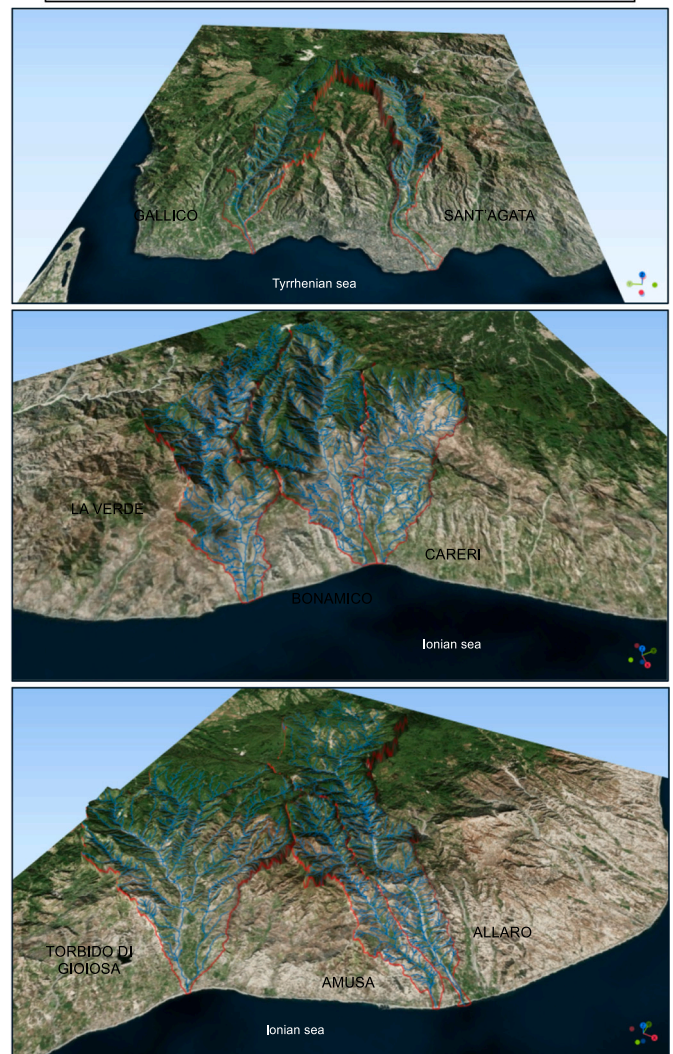 GALLICO
SANT'AGATA
Tyrrhenian sea
LA VERDE
CARERI
BONAMICO
Ionian sea
TORBIDO DI
GIOIOSA
ALLARO
AMUSA
Ionian sea